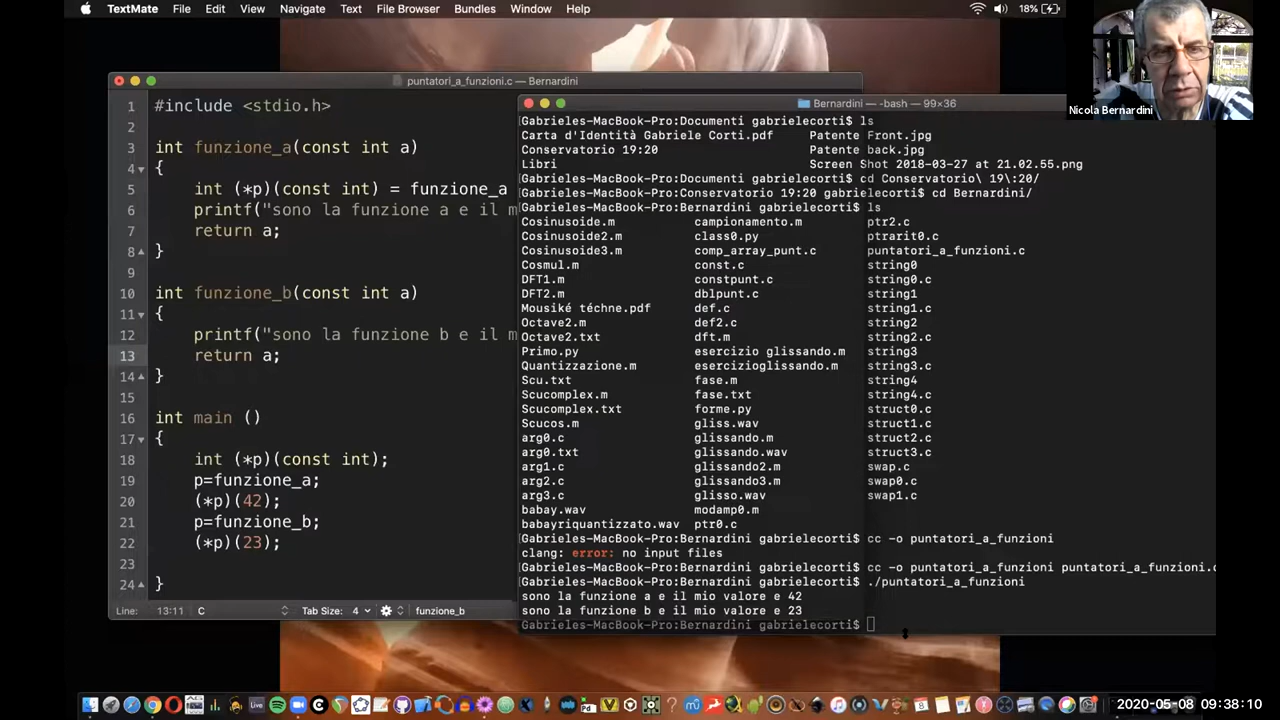 TextMate File Edit View Navigate Text File Browser Bundles Window Help
18%
Nicola Bernardini
puntatori_a_funzioni.c — Bernardini
1 #include <stdio.h>
2
3 int funzione_a(const int a)
4 {
5 int (*p)(const int) = funzione_a
6 printf("sono la funzione a e il m
7 return a;
8 }
9
10 int funzione_b(const int a)
11 {
12 printf("sono la funzione b e il m
13 return a;
14 }
15
16 int main ()
17 {
18 int (*p)(const int);
19 p=funzione_a;
20 (*p)(42);
21 p=funzione_b;
22 (*p)(23);
23
24 }
Line: 13:11 C Tab Size: 4 funzione_b
Bernardini — -bash — 99×36
Gabrieles-MacBook-Pro:Documenti gabrielecorti$ ls
Carta d'Identità Gabriele Corti.pdf Patente Front.jpg
Conservatorio 19:20 Patente back.jpg
Libri Screen Shot 2018-03-27 at 21.02.55.png
Gabrieles-MacBook-Pro:Documenti gabrielecorti$ cd Conservatorio\ 19\:20/
Gabrieles-MacBook-Pro:Conservatorio 19:20 gabrielecorti$ cd Bernardini/
Gabrieles-MacBook-Pro:Bernardini gabrielecorti$ ls
Cosinusoide.m campionamento.m ptr2.c
Cosinusoide2.m class0.py ptrarit0.c
Cosinusoide3.m comp_array_punt.c puntatori_a_funzioni.c
Cosmul.m const.c string0
DFT1.m constpunt.c string0.c
DFT2.m dblpunt.c string1
Mousiké téchne.pdf def.c string1.c
Octave2.m def2.c string2
Octave2.txt dft.m string2.c
Primo.py esercizio glissando.m string3
Quantizzazione.m esercizioglissando.m string3.c
Scu.txt fase.m string4
Scucomplex.m fase.txt string4.c
Scucomplex.txt forme.py struct0.c
Scucos.m gliss.wav struct1.c
arg0.c glissando.m struct2.c
arg0.txt glissando.wav struct3.c
arg1.c glissando2.m swap.c
arg2.c glissando3.m swap0.c
arg3.c glisso.wav swap1.c
babay.wav modamp0.m
babayriquantizzato.wav ptr0.c
Gabrieles-MacBook-Pro:Bernardini gabrielecorti$ cc -o puntatori_a_funzioni
clang: error: no input files
Gabrieles-MacBook-Pro:Bernardini gabrielecorti$ cc -o puntatori_a_funzioni puntatori_a_funzioni.c
Gabrieles-MacBook-Pro:Bernardini gabrielecorti$ ./puntatori_a_funzioni
sono la funzione a e il mio valore e 42
sono la funzione b e il mio valore e 23
Gabrieles-MacBook-Pro:Bernardini gabrielecorti$
2020-05-08 09:38:10